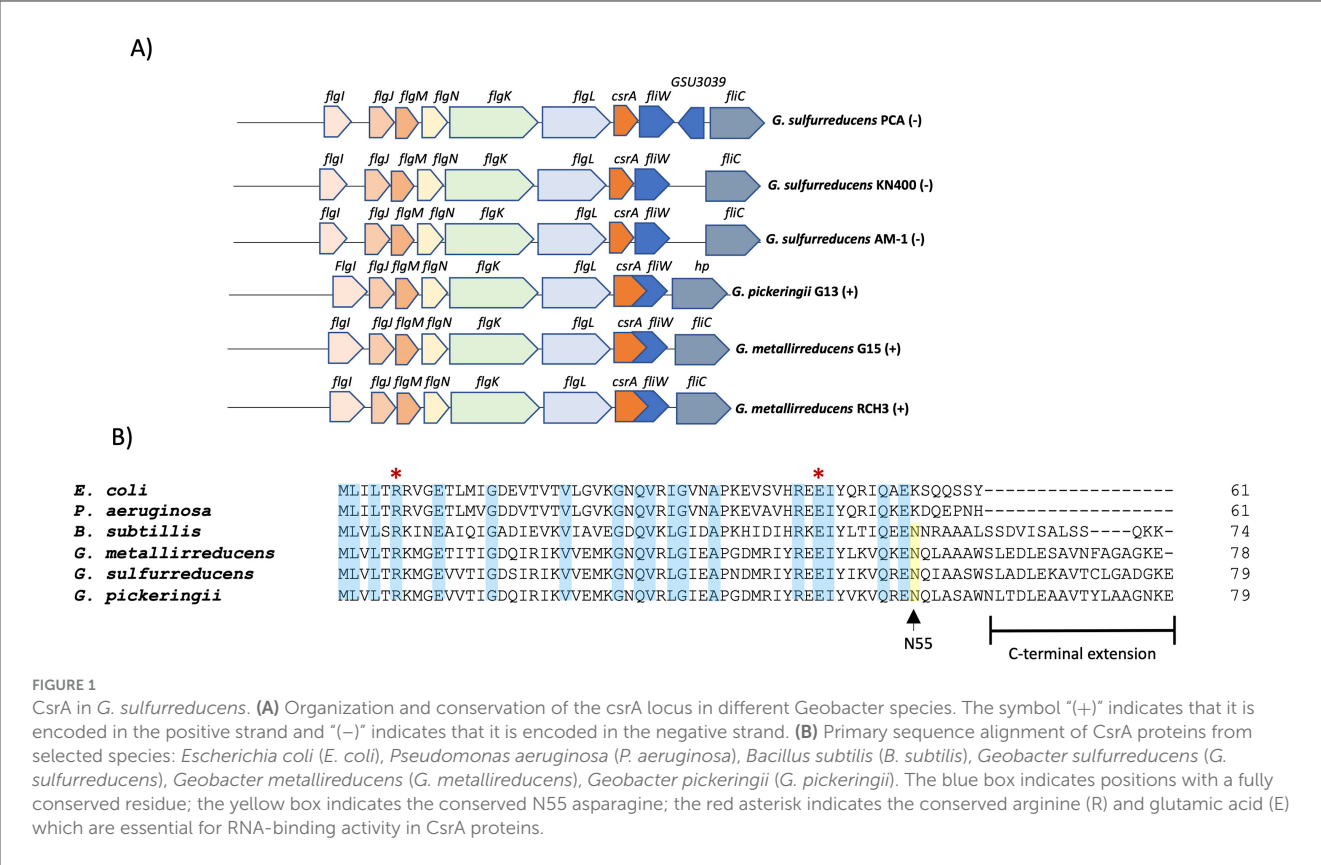 A)
GSU3039
flgI flgJ flgM flgN flgK flgL csrA fliW fliC
G. sulfurreducens PCA (-)
flgI flgJ flgM flgN flgK flgL csrA fliW fliC
G. sulfurreducens KN400 (-)
flgI flgJ flgM flgN flgK flgL csrA fliW fliC
G. sulfurreducens AM-1 (-)
FlgI flgJ flgM flgN flgK flgL csrA fliW hp
G. pickeringii G13 (+)
flgI flgJ flgM flgN flgK flgL csrA fliW fliC
G. metallirreducens G15 (+)
flgI flgJ flgM flgN flgK flgL csrA fliW fliC
G. metallirreducens RCH3 (+)
B)
* *
E. coli MLILTRRVGETLMIGDEVTVTVLGVKGNQVRIGVNAPKEVSVHREEIYQRIQAEKSQQSSY------------------ 61
P. aeruginosa MLILTRRVGETLMVGDDVTVTVLGVKGNQVRIGVNAPKEVAVHREEIYQRIQKEKDQEPNH------------------ 61
B. subtillis MLVLSRKINEAIQIGADIEVKVIAVEGDQVKLGIDAPKHIDIHRKEIYLTIQEENNRAAALSSDVISALSS----QKK- 74
G. metallirreducens MLVLTRKMGETITIGDQIRIKVVEMKGNQVRLGIEAPGDMRIYREEIYLKVQKENQLAAAWSLEDLESAVNFAGAGKE- 78
G. sulfurreducens MLVLTRKMGEVVTIGDSIRIKVVEMKGNQVRLGIEAPNDMRIYREEIYIKVQRENQIAASWSLADLEKAVTCLGADGKE 79
G. pickeringii MLVLTRKMGEVVTIGDQIRIKVVEMKGNQVRLGIEAPGDMRIYREEIYVKVQRENQLASAWNLTDLEAAVTYLAAGNKE 79
N55
C-terminal extension
FIGURE 1
CsrA in G. sulfurreducens. (A) Organization and conservation of the csrA locus in different Geobacter species. The symbol “(+)” indicates that it is
encoded in the positive strand and “(−)” indicates that it is encoded in the negative strand. (B) Primary sequence alignment of CsrA proteins from
selected species: Escherichia coli (E. coli), Pseudomonas aeruginosa (P. aeruginosa), Bacillus subtilis (B. subtilis), Geobacter sulfurreducens (G.
sulfurreducens), Geobacter metallireducens (G. metallireducens), Geobacter pickeringii (G. pickeringii). The blue box indicates positions with a fully
conserved residue; the yellow box indicates the conserved N55 asparagine; the red asterisk indicates the conserved arginine (R) and glutamic acid (E)
which are essential for RNA-binding activity in CsrA proteins.